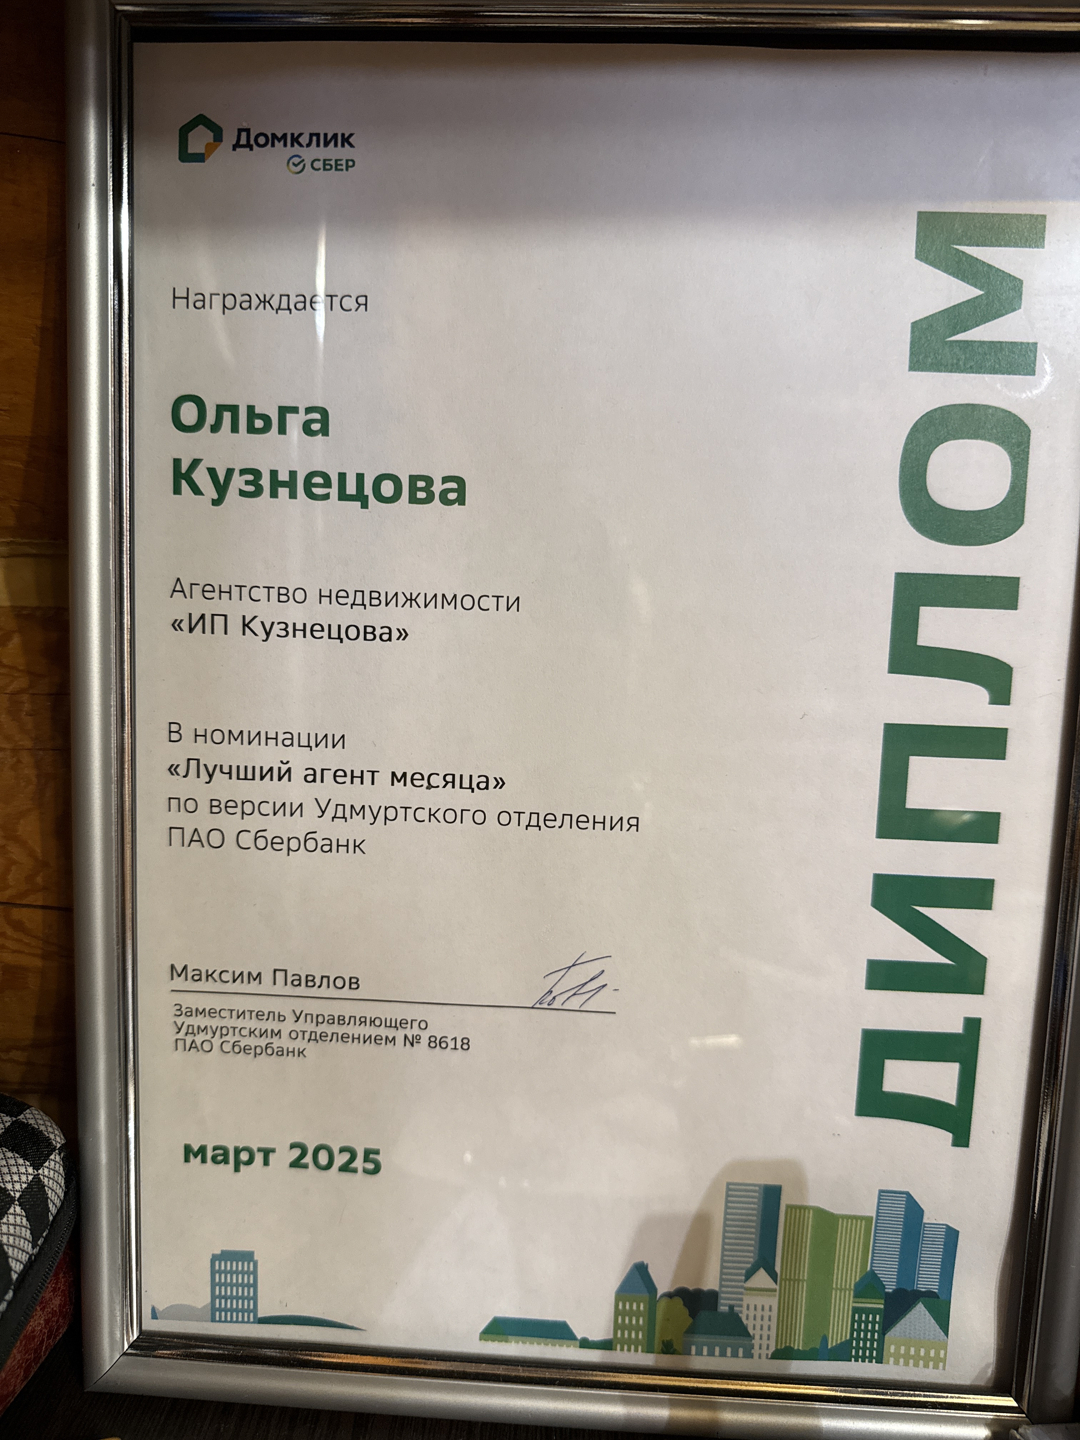 Домклик
СБЕР
Награждается
Ольга
Кузнецова
Агентство недвижимости
«ИП Кузнецова»
В номинации
«Лучший агент месяца»
по версии Удмуртского отделения
ПАО Сбербанк
Максим Павлов
Заместитель Управляющего
Удмуртским отделением № 8618
ПАО Сбербанк
март 2025
ДИПЛОМ